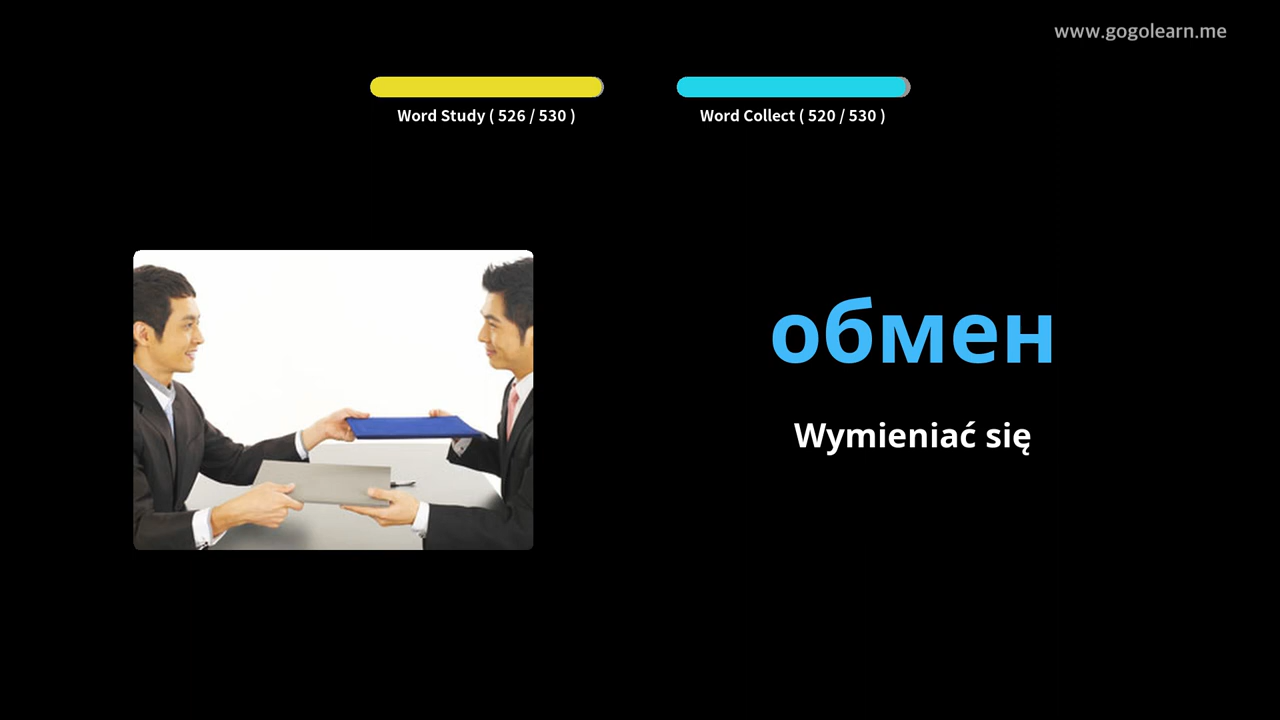 www.gogolearn.me
Word Study ( 526 / 530 )
Word Collect ( 520 / 530 )
обмен
Wymieniać się